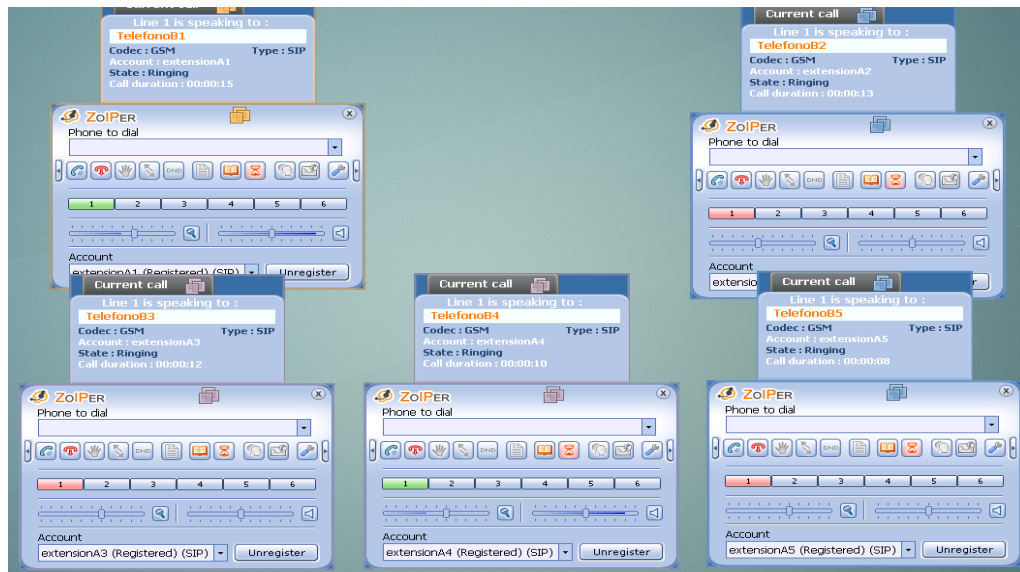 Current call
Line 1 is speaking to :
TelefonoB1
Codec : GSM Type : SIP
Account : extensionA1
State : Ringing
Call duration : 00:00:15
ZOIPER
Phone to dial
DND
1 2 3 4 5 6
Account
extensionA1 (Registered) (SIP) Unregister
Current call
Line 1 is speaking to :
TelefonoB2
Codec : GSM Type : SIP
Account : extensionA2
State : Ringing
Call duration : 00:00:13
ZOIPER
Phone to dial
DND
1 2 3 4 5 6
Account
extensio r
Current call
Line 1 is speaking to :
TelefonoB3
Codec : GSM Type : SIP
Account : extensionA3
State : Ringing
Call duration : 00:00:12
ZOIPER
Phone to dial
DND
1 2 3 4 5 6
Account
extensionA3 (Registered) (SIP) Unregister
Current call
Line 1 is speaking to :
TelefonoB4
Codec : GSM Type : SIP
Account : extensionA4
State : Ringing
Call duration : 00:00:10
ZOIPER
Phone to dial
DND
1 2 3 4 5 6
Account
extensionA4 (Registered) (SIP) Unregister
Current call
Line 1 is speaking to :
TelefonoB5
Codec : GSM Type : SIP
Account : extensionA5
State : Ringing
Call duration : 00:00:08
ZOIPER
Phone to dial
DND
1 2 3 4 5 6
Account
extensionA5 (Registered) (SIP) Unregister